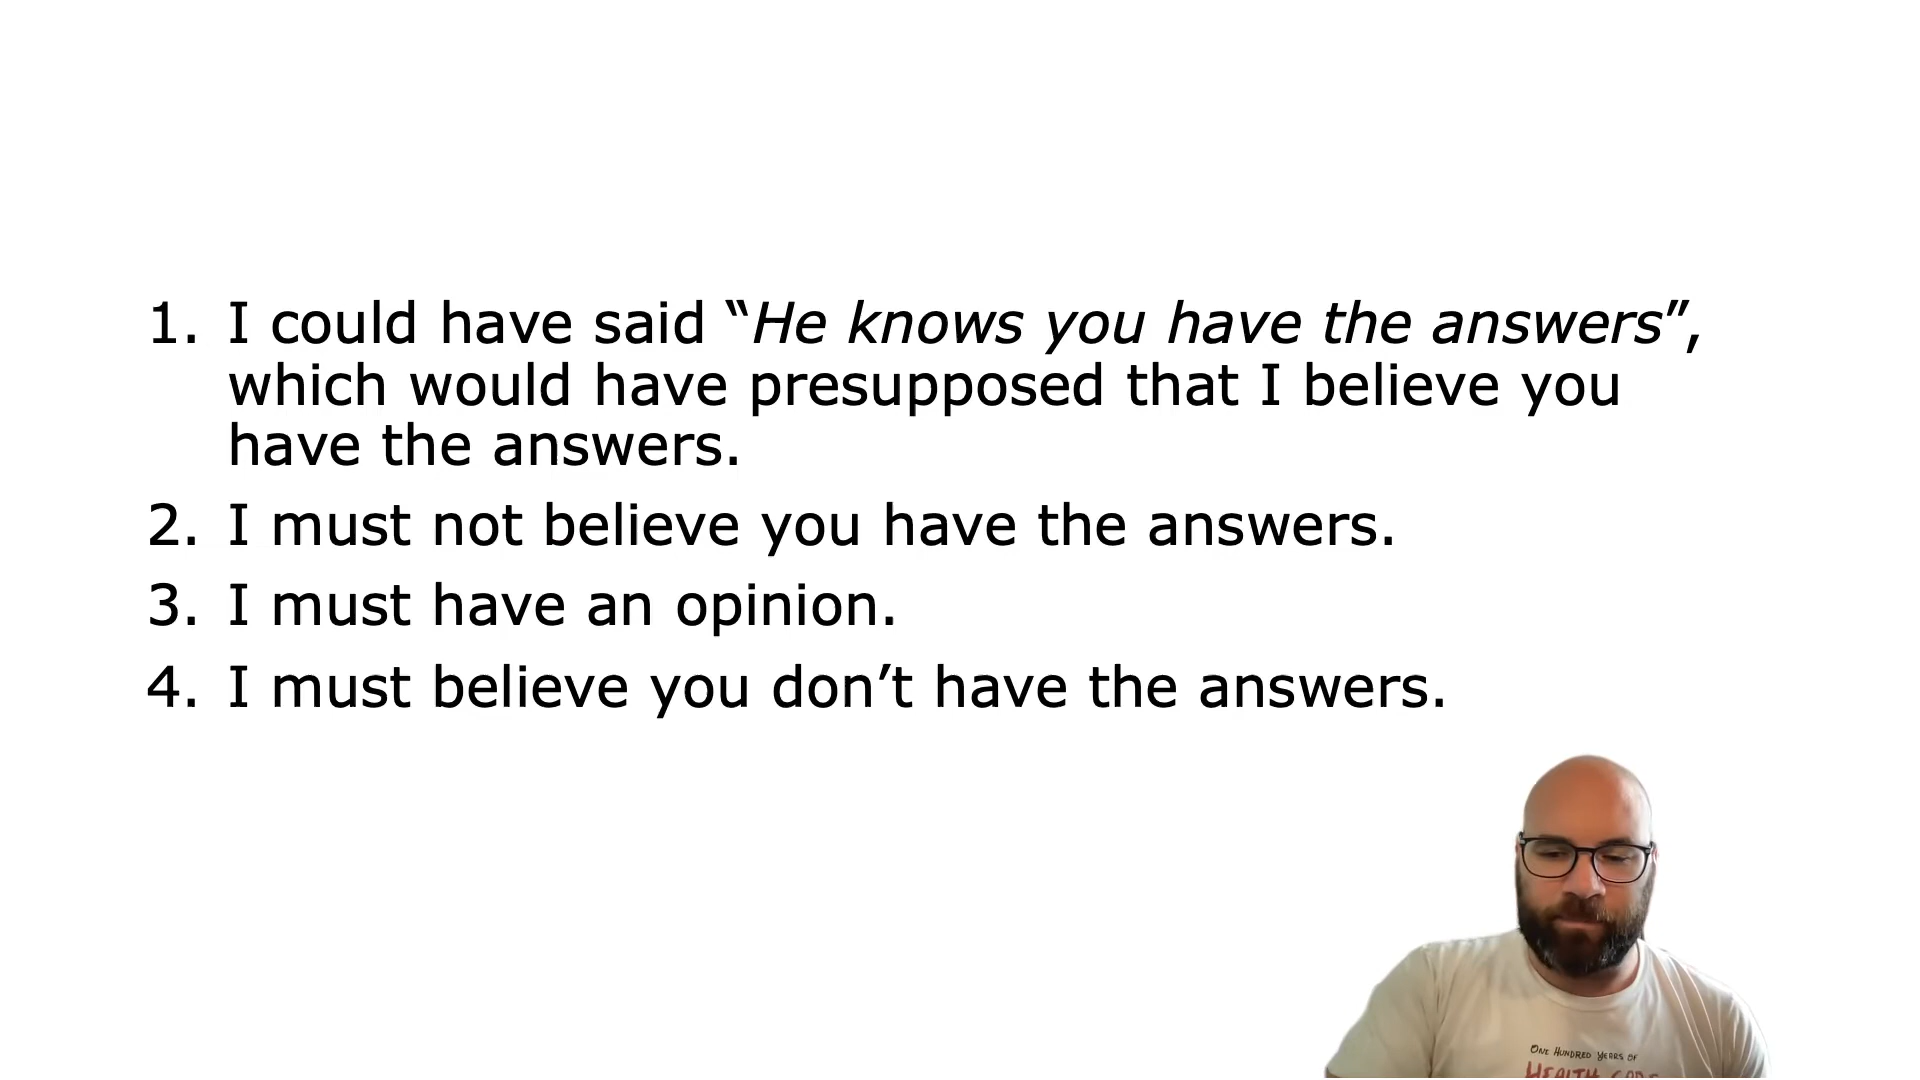 1. I could have said “He knows you have the answers”,
which would have presupposed that I believe you
have the answers.
2. I must not believe you have the answers.
3. I must have an opinion.
4. I must believe you don’t have the answers.
One Hundred Years of